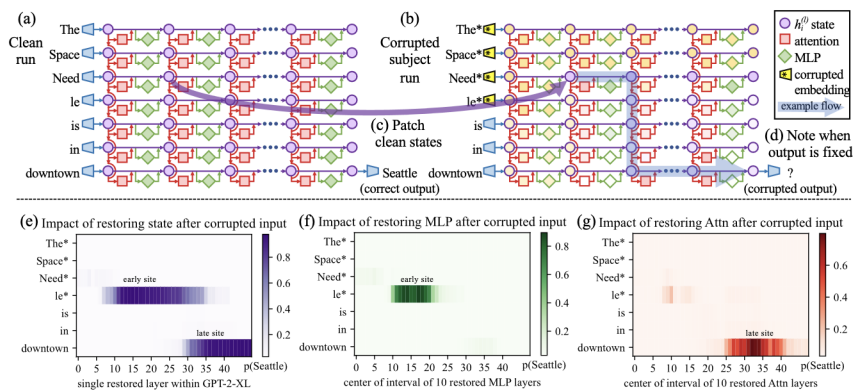 (a)
Clean
run
The
Space
Need
le
is
in
downtown
Seattle
(correct output)
(b)
Corrupted
subject
run
The*
Space*
Need*
le*
is
in
downtown
(c) Patch
clean states
(d) Note when
output is fixed
?
(corrupted output)
hᵢ⁽ˡ⁾ state
attention
MLP
corrupted
embedding
example flow
(e) Impact of restoring state after corrupted input
The*
Space*
Need*
le*
is
in
downtown
early site
late site
0 5 10 15 20 25 30 35 40 45
p(Seattle)
0.8
0.6
0.4
0.2
single restored layer within GPT-2-XL
(f) Impact of restoring MLP after corrupted input
The*
Space*
Need*
le*
is
in
downtown
early site
0 5 10 15 20 25 30 35 40 45
p(Seattle)
0.8
0.6
0.4
0.2
center of interval of 10 restored MLP layers
(g) Impact of restoring Attn after corrupted input
The*
Space*
Need*
le*
is
in
downtown
late site
0 5 10 15 20 25 30 35 40 45
p(Seattle)
0.6
0.4
0.2
center of interval of 10 restored Attn layers